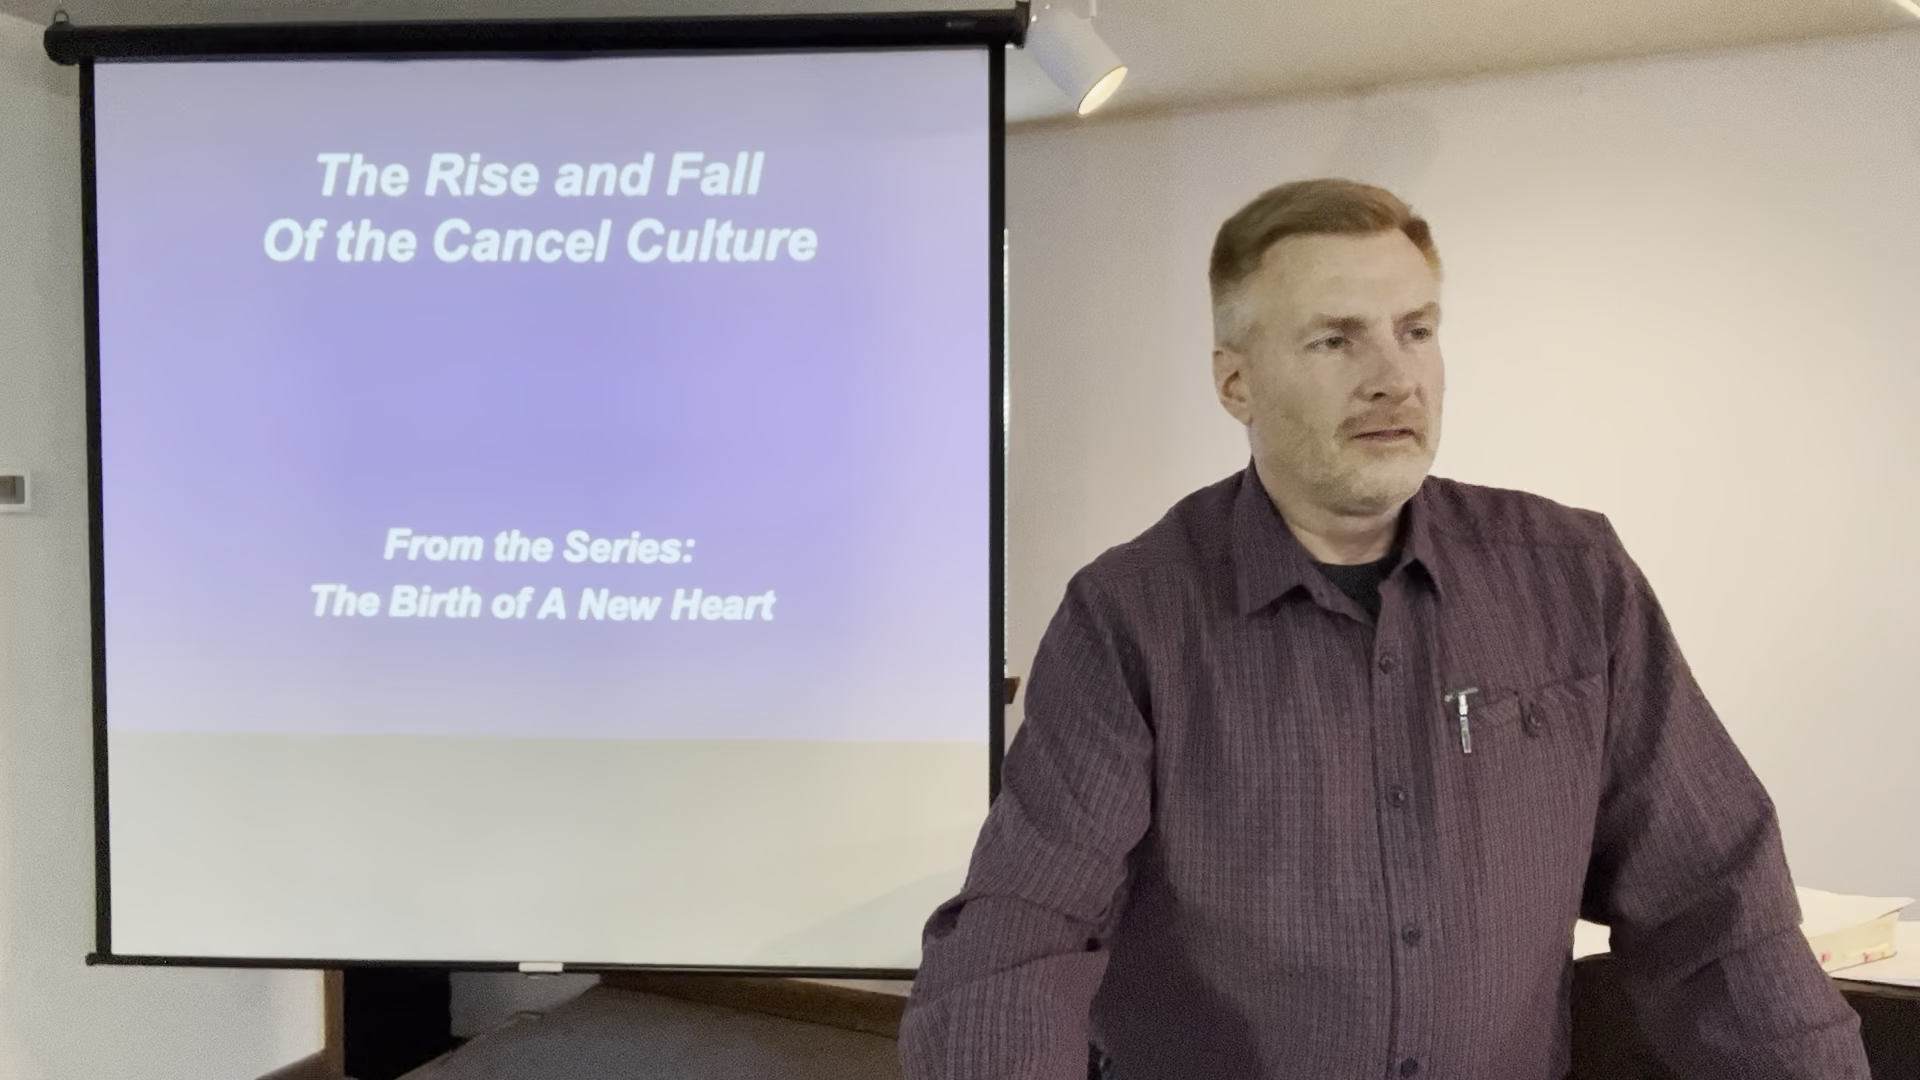 The Rise and Fall
Of the Cancel Culture
From the Series:
The Birth of A New Heart